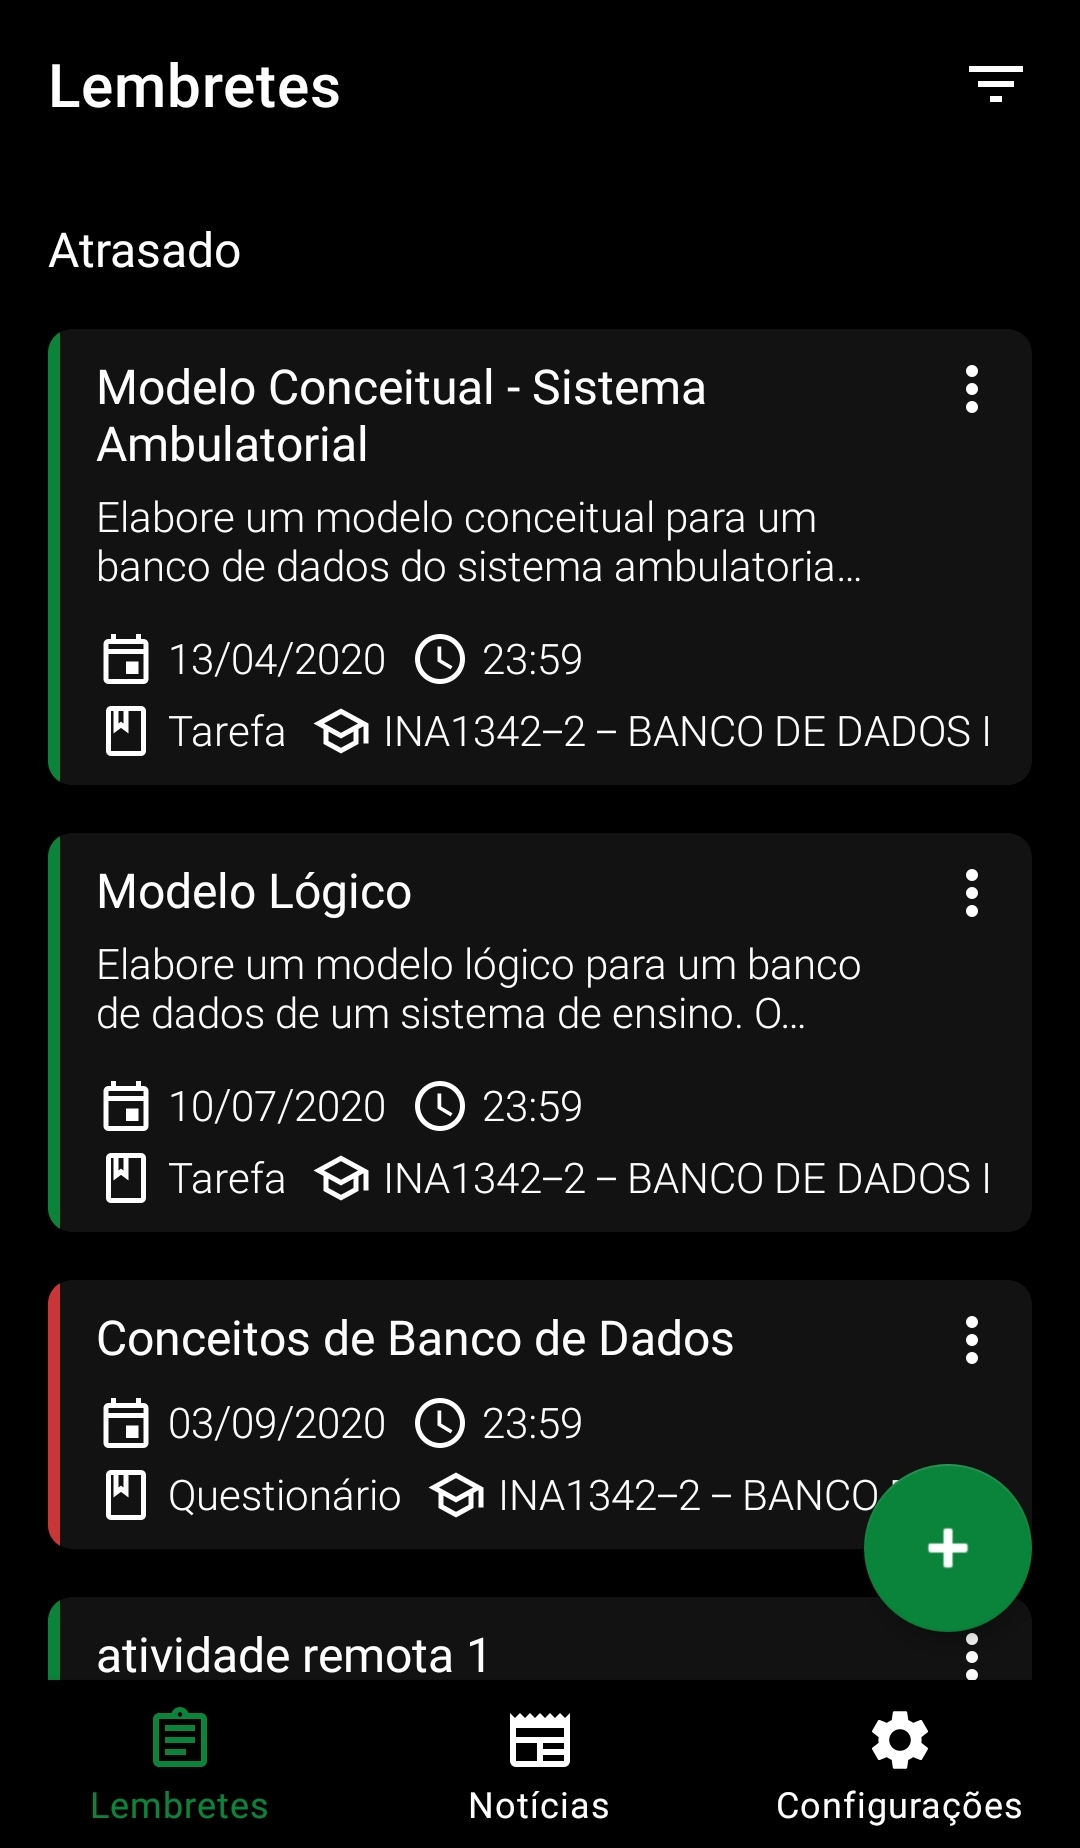 Lembretes
Atrasado
Modelo Conceitual - Sistema
Ambulatorial
Elabore um modelo conceitual para um
banco de dados do sistema ambulatoria…
13/04/2020 23:59
Tarefa INA1342–2 – BANCO DE DADOS I
Modelo Lógico
Elabore um modelo lógico para um banco
de dados de um sistema de ensino. O…
10/07/2020 23:59
Tarefa INA1342–2 – BANCO DE DADOS I
Conceitos de Banco de Dados
03/09/2020 23:59
Questionário INA1342–2 – BANCO
atividade remota 1
Lembretes Notícias Configurações